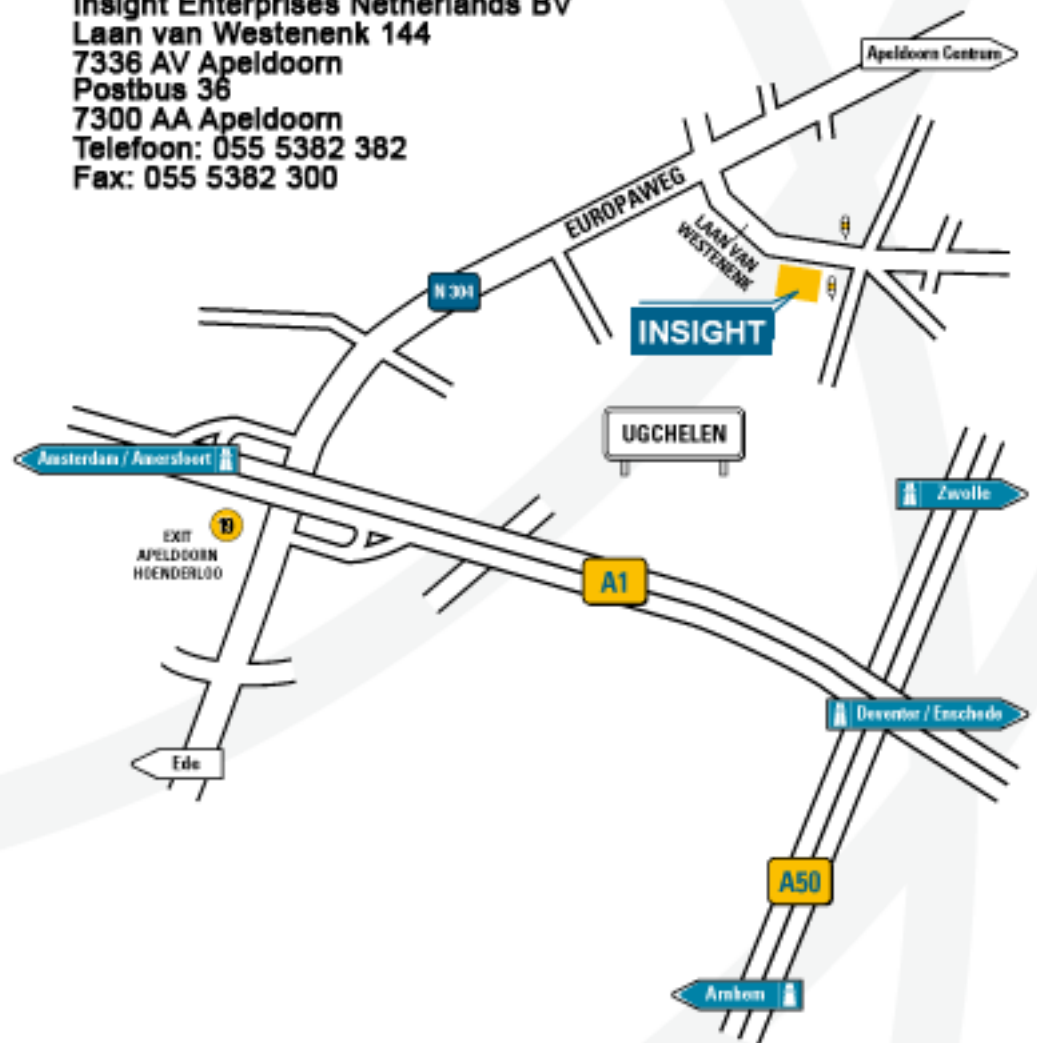 Insight Enterprises Netherlands BV
Laan van Westenenk 144
7336 AV Apeldoorn
Postbus 36
7300 AA Apeldoorn
Telefoon: 055 5382 382
Fax: 055 5382 300
Apeldoorn Centrum
EUROPAWEG
LAAN VAN
WESTENENK
N 304
INSIGHT
UGCHELEN
Amsterdam / Amersfoort
Zwolle
19
EXIT
APELDOORN
HOENDERLOO
A1
Deventer / Enschede
Ede
A50
Arnhem